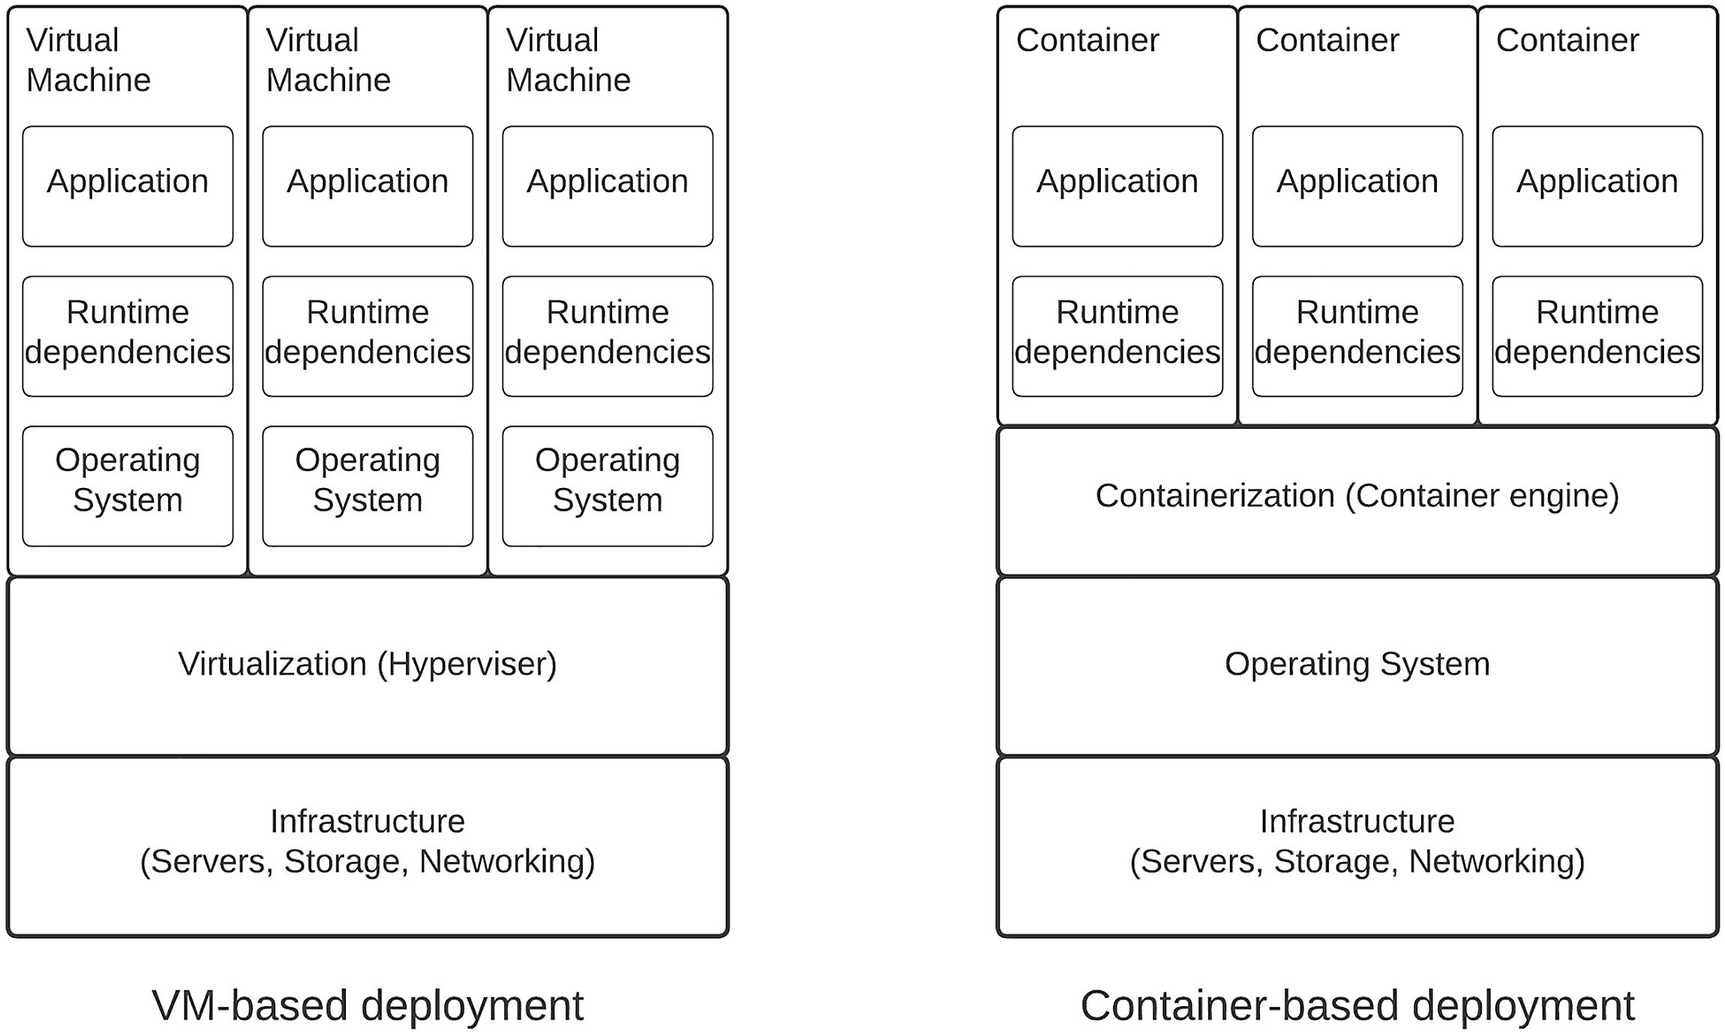 Virtual
Machine
Virtual
Machine
Virtual
Machine
Application
Application
Application
Runtime
dependencies
Runtime
dependencies
Runtime
dependencies
Operating
System
Operating
System
Operating
System
Virtualization (Hyperviser)
Infrastructure
(Servers, Storage, Networking)
VM-based deployment
Container
Container
Container
Application
Application
Application
Runtime
dependencies
Runtime
dependencies
Runtime
dependencies
Containerization (Container engine)
Operating System
Infrastructure
(Servers, Storage, Networking)
Container-based deployment